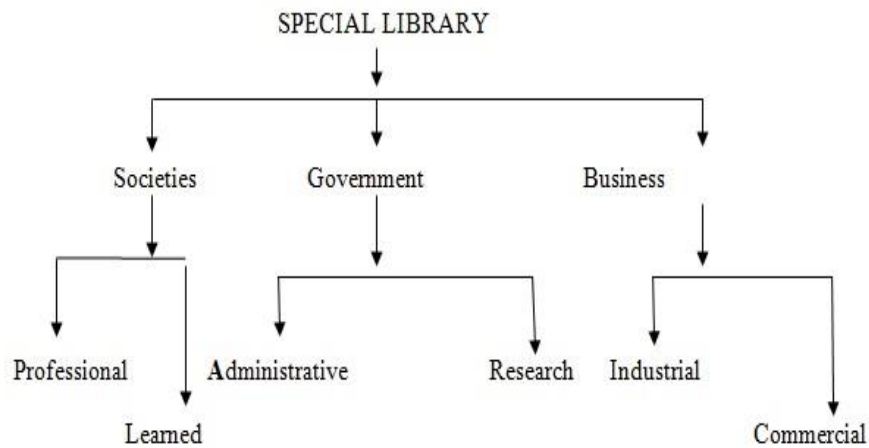 SPECIAL LIBRARY
Societies Government Business
Professional Administrative Research Industrial
Learned Commercial